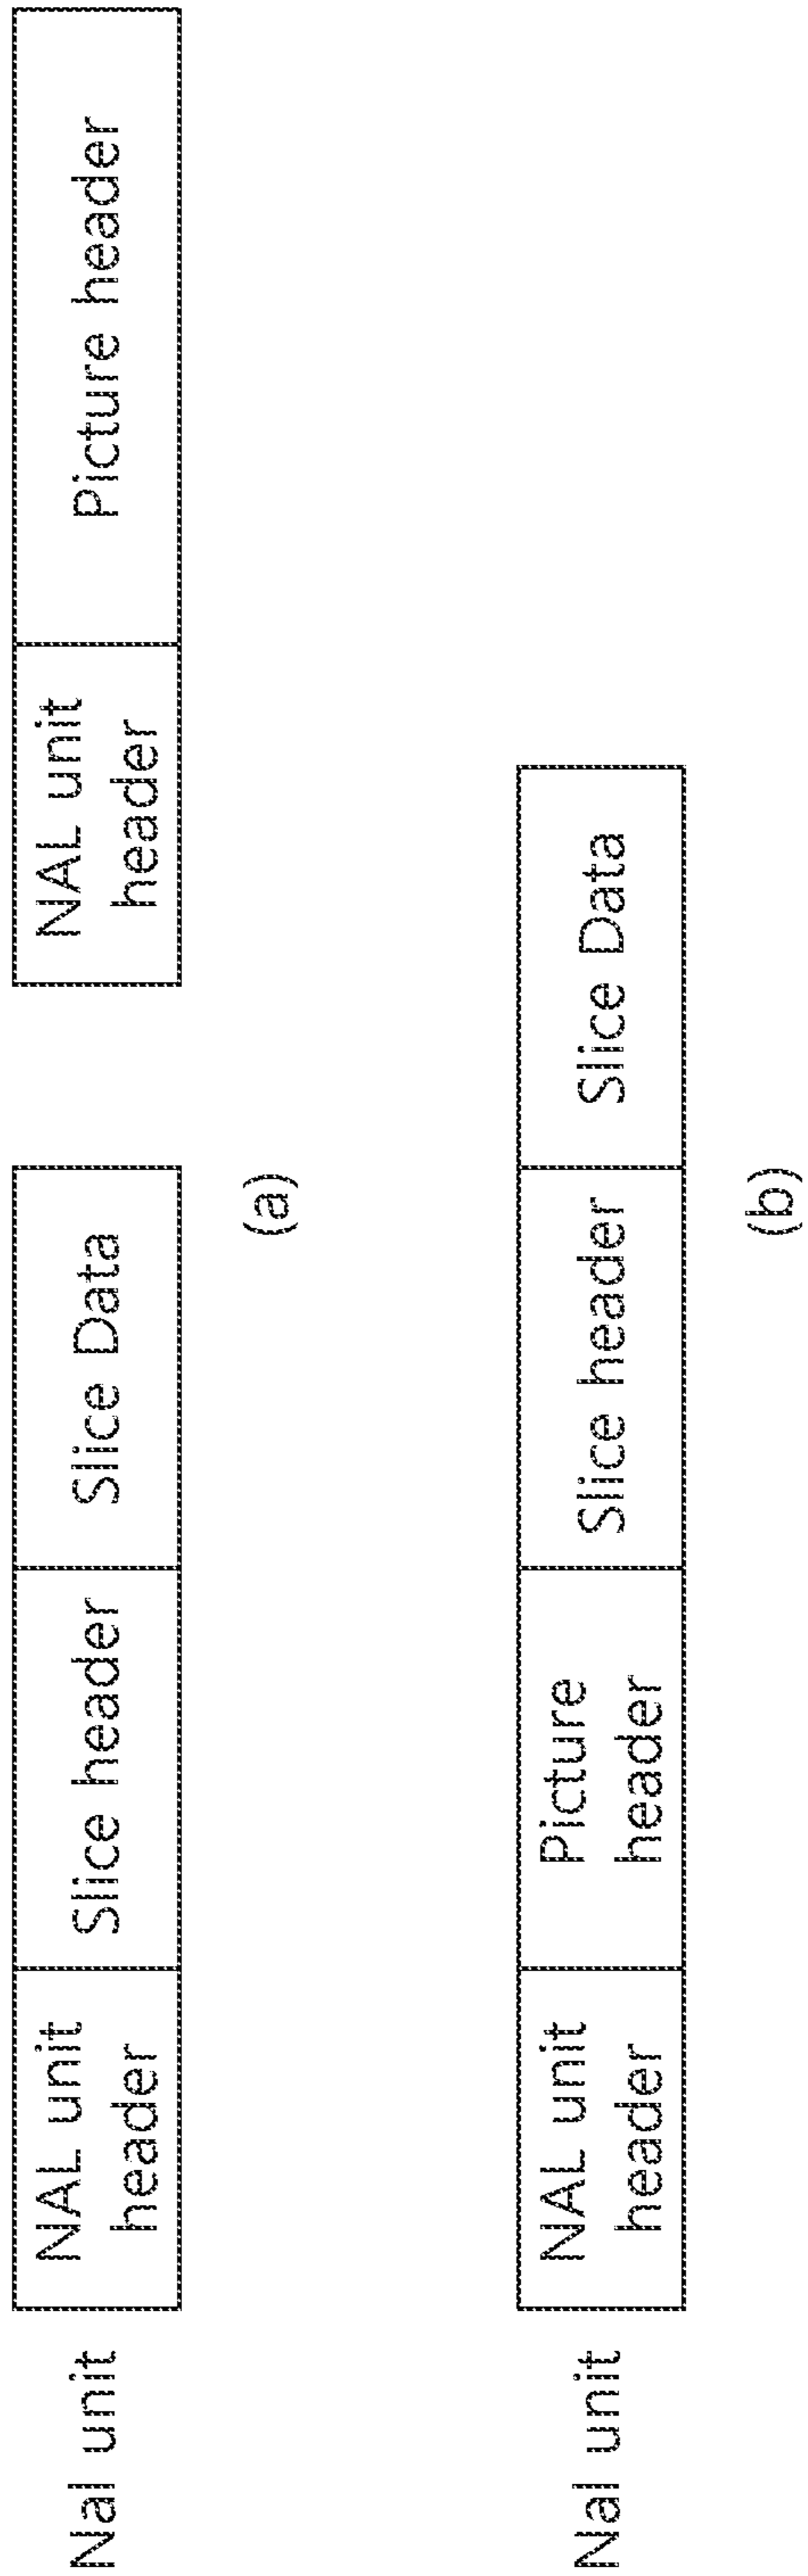 Nal unit
NAL unit
header
Slice header
Slice Data
NAL unit
header
Picture header
(a)
Nal unit
NAL unit
header
Picture
header
Slice header
Slice Data
(b)